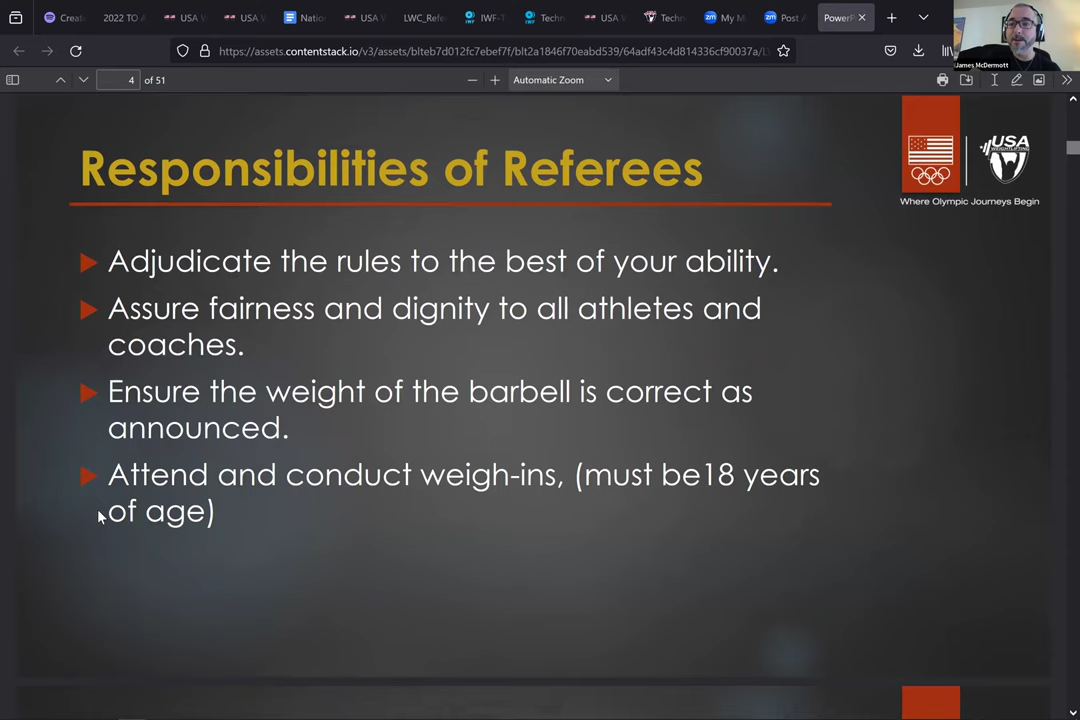 Creat
2022 TO A
USA W
USA W
Nation
USA W
LWC_Refe
IWF-T
Techn
USA W
Techn
My M
Post A
PowerP
https://assets.contentstack.io/v3/assets/blteb7d012fc7ebef7f/blt2a1846f70eabd539/64adf43c4d814336cf90037a/
James McDermott
4 of 51
Automatic Zoom
Responsibilities of Referees
USA
WEIGHTLIFTING
Where Olympic Journeys Begin
Adjudicate the rules to the best of your ability.
Assure fairness and dignity to all athletes and
coaches.
Ensure the weight of the barbell is correct as
announced.
Attend and conduct weigh-ins, (must be18 years
of age)